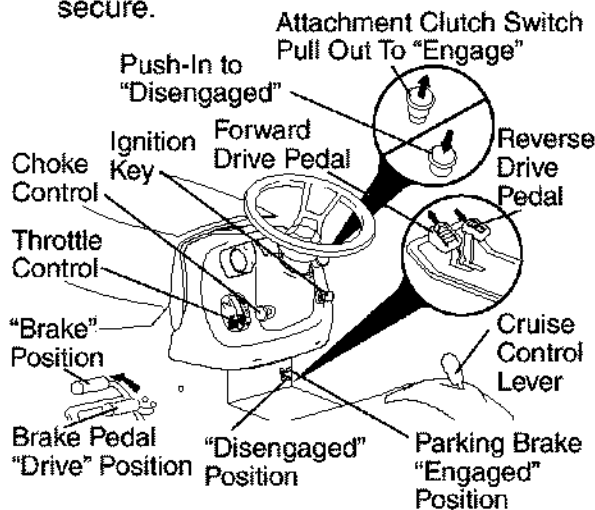 secure.
Attachment Clutch Switch
Pull Out To "Engage"
Push-In to
"Disengaged"
Ignition
Key
Forward
Drive Pedal
Reverse
Drive
Pedal
Choke
Control
Throttle
Control
"Brake"
Position
Cruise
Control
Lever
Brake Pedal
"Drive" Position
"Disengaged"
Position
Parking Brake
"Engaged"
Position